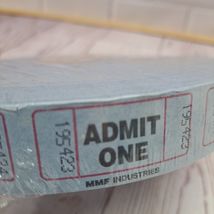 195423
ADMIT
ONE
195423
MMF INDUSTRIES